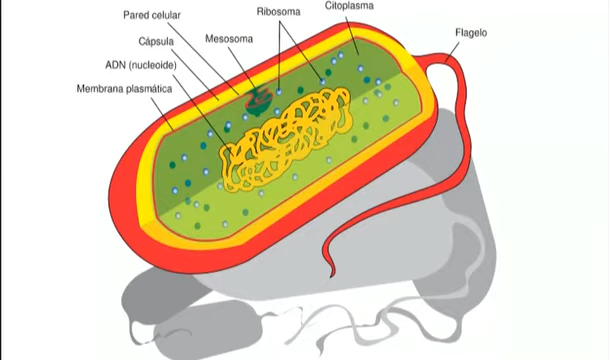 Citoplasma
Ribosoma
Pared celular
Flagelo
Mesosoma
Cápsula
ADN (nucleoide)
Membrana plasmática